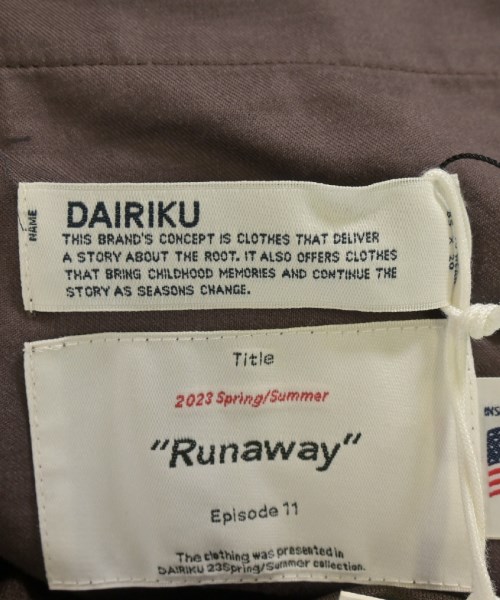 NAME
DAIRIKU
THIS BRAND'S CONCEPT IS CLOTHES THAT DELIVER
A STORY ABOUT THE ROOT. IT ALSO OFFERS CLOTHES
THAT BRING CHILDHOOD MEMORIES AND CONTINUE THE
STORY AS SEASONS CHANGE.
Title
2023 Spring/Summer
"Runaway"
Episode 11
The clothing was presented in
DAIRIKU 23Spring/Summer collection.